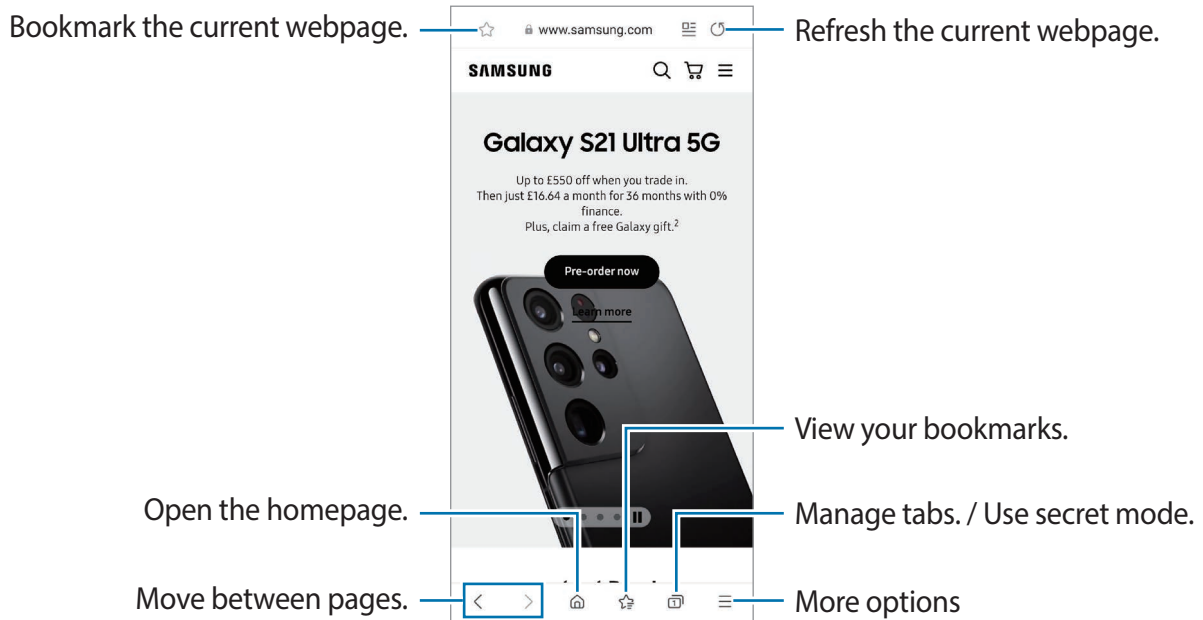 Bookmark the current webpage.
www.samsung.com
Refresh the current webpage.
SAMSUNG
Galaxy S21 Ultra 5G
Up to £550 off when you trade in.
Then just £16.64 a month for 36 months with 0%
finance.
Plus, claim a free Galaxy gift.²
Pre-order now
Learn more
View your bookmarks.
Open the homepage.
Manage tabs. / Use secret mode.
Move between pages.
1
More options